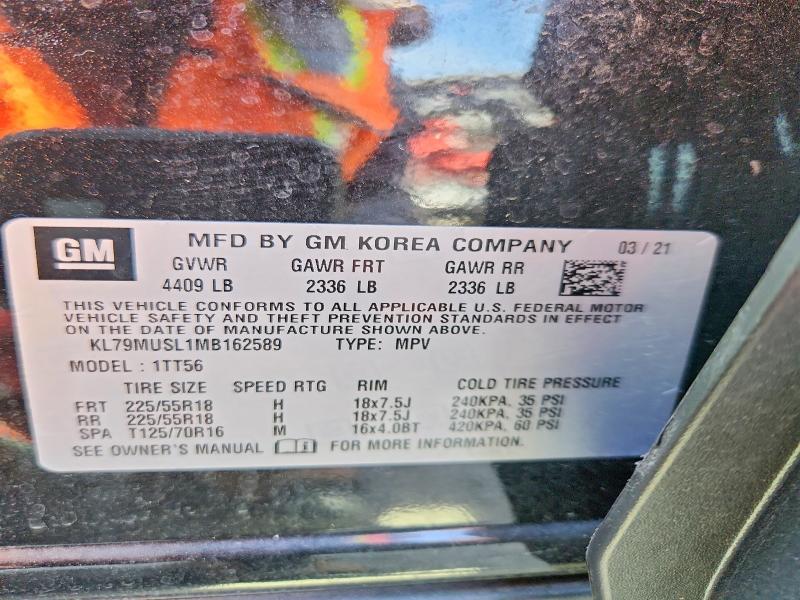 GM MFD BY GM KOREA COMPANY 03 / 21
GVWR GAWR FRT GAWR RR
4409 LB 2336 LB 2336 LB
THIS VEHICLE CONFORMS TO ALL APPLICABLE U.S. FEDERAL MOTOR
VEHICLE SAFETY AND THEFT PREVENTION STANDARDS IN EFFECT
ON THE DATE OF MANUFACTURE SHOWN ABOVE.
KL79MUSL1MB162589 TYPE: MPV
MODEL : 1TT56
TIRE SIZE SPEED RTG RIM COLD TIRE PRESSURE
FRT 225/55R18 H 18x7.5J 240KPA, 35 PSI
RR 225/55R18 H 18x7.5J 240KPA, 35 PSI
SPA T125/70R16 M 16x4.0BT 420KPA, 60 PSI
SEE OWNER'S MANUAL FOR MORE INFORMATION.